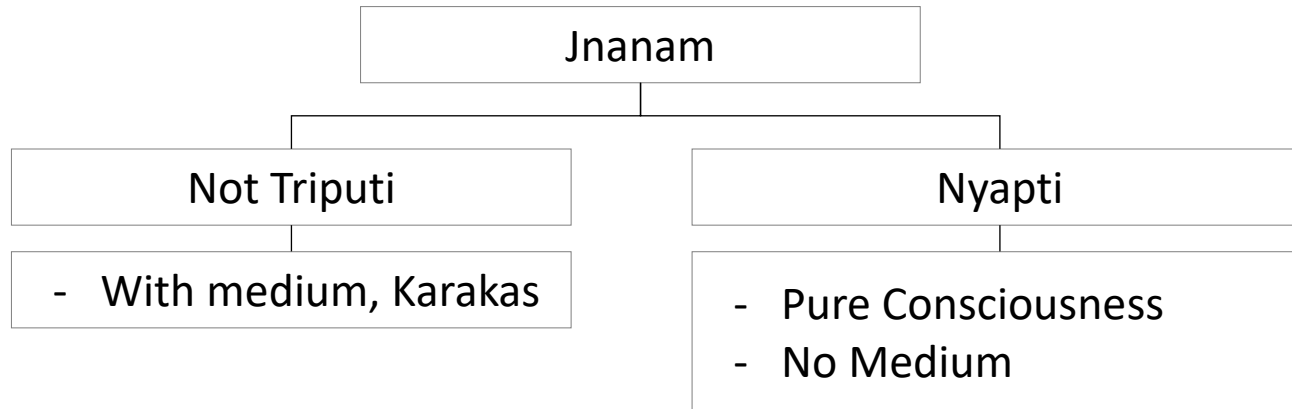 Jnanam
Not Triputi
Nyapti
- With medium, Karakas
- Pure Consciousness
- No Medium